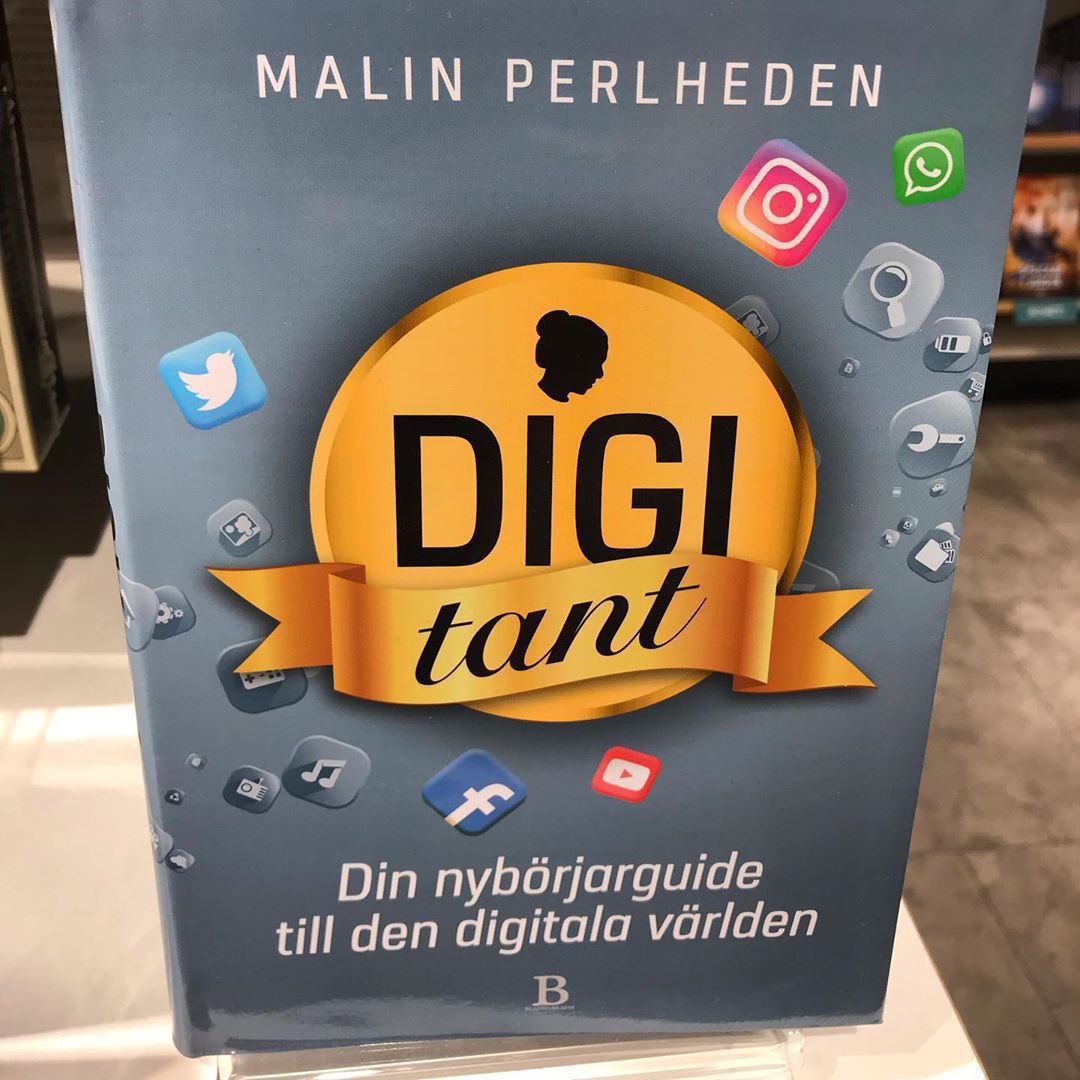 MALIN PERLHEDEN
DIGI
tant
Din nybörjarguide
till den digitala världen
B